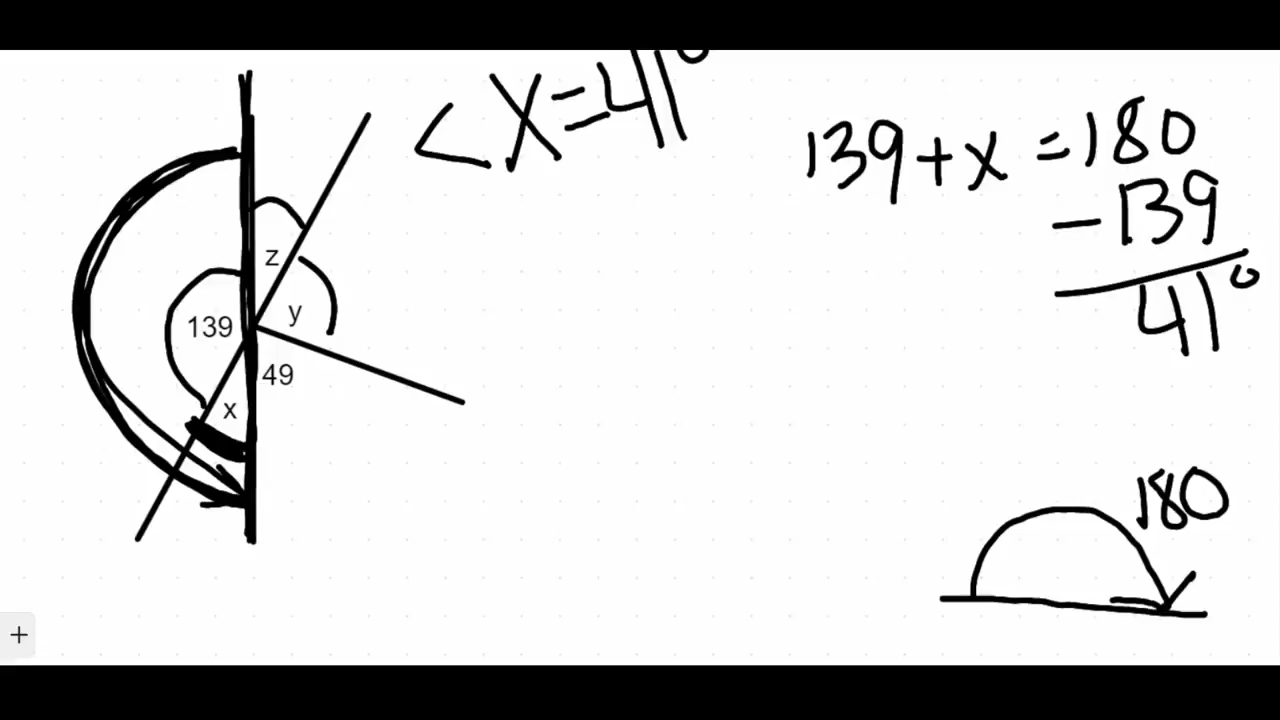 < X = 41°
139 + x = 180
- 139
41°
z
139
y
49
x
180
+